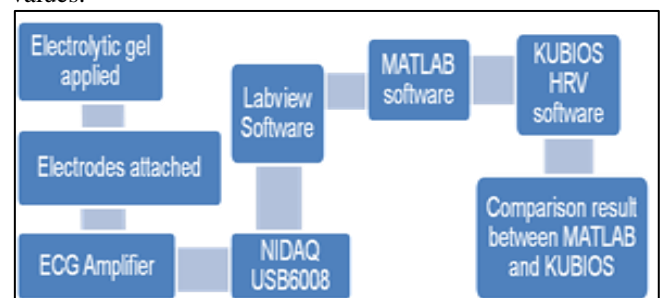 values.
Electrolytic gel
applied
Electrodes attached
ECG Amplifier
NIDAQ
USB6008
Labview
Software
MATLAB
software
KUBIOS
HRV
software
Comparison result
between MATLAB
and KUBIOS